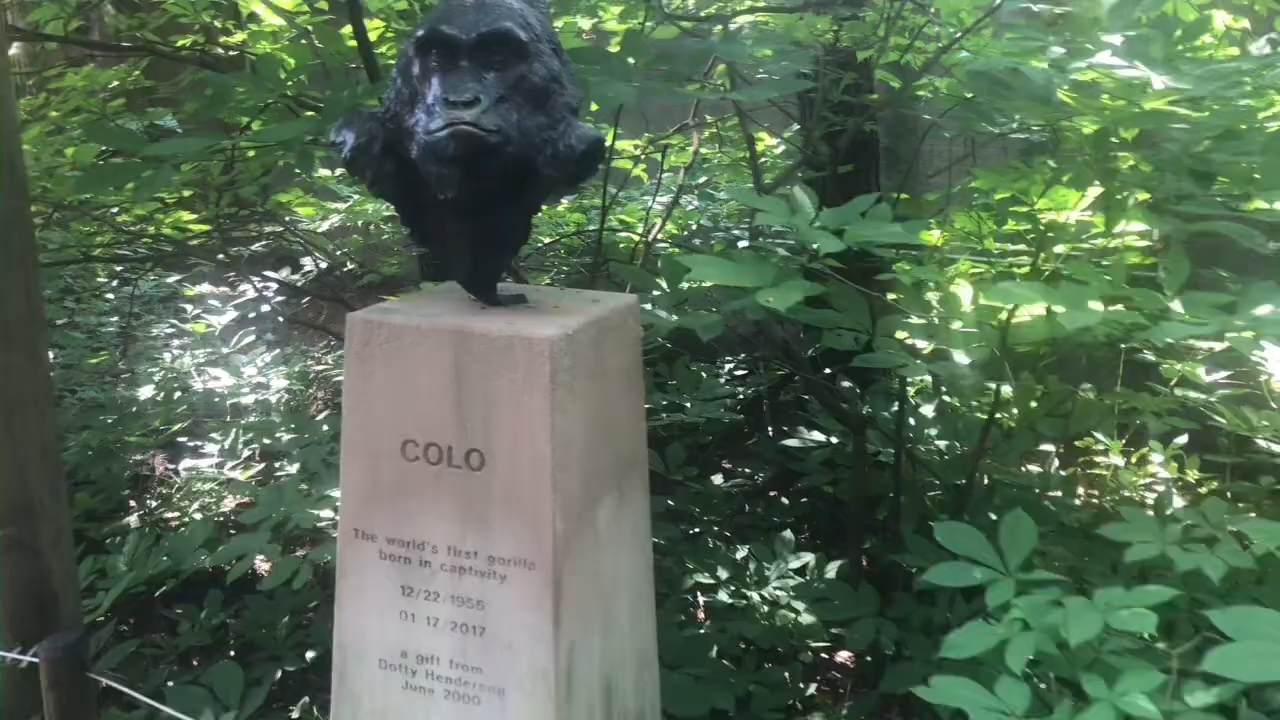 COLO
The world's first gorilla
born in captivity
12/22/1956
01 17 2017
a gift from
Dotty Henderson
June 2000